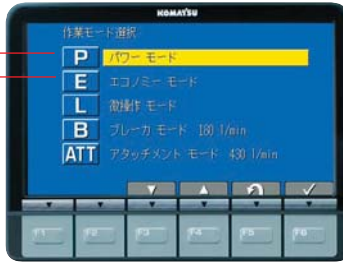 KOMATSU
作業モード選択
P パワー モード
E エコノミー モード
L 微操作 モード
B ブレーカ モード 180 l/min
ATT アタッチメント モード 430 l/min
F1 F2 F3 F4 F5 F6